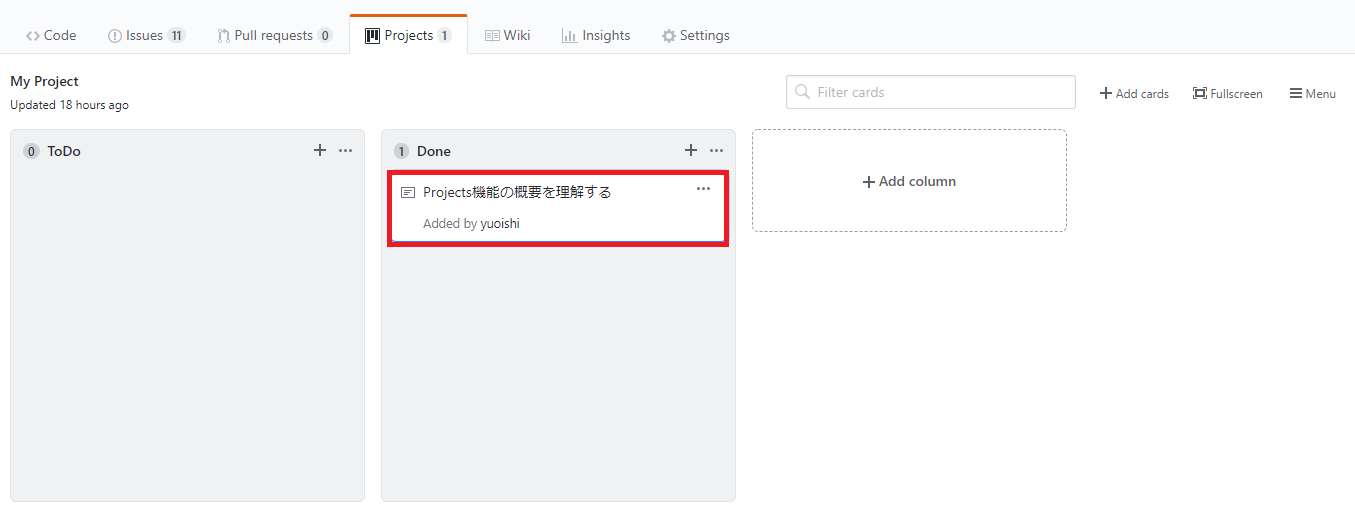 Code Issues 11 Pull requests 0 Projects 1 Wiki Insights Settings
My Project
Updated 18 hours ago
Filter cards
Add cards Fullscreen Menu
0 ToDo
1 Done
Projects機能の概要を理解する
Added by yuoishi
Add column